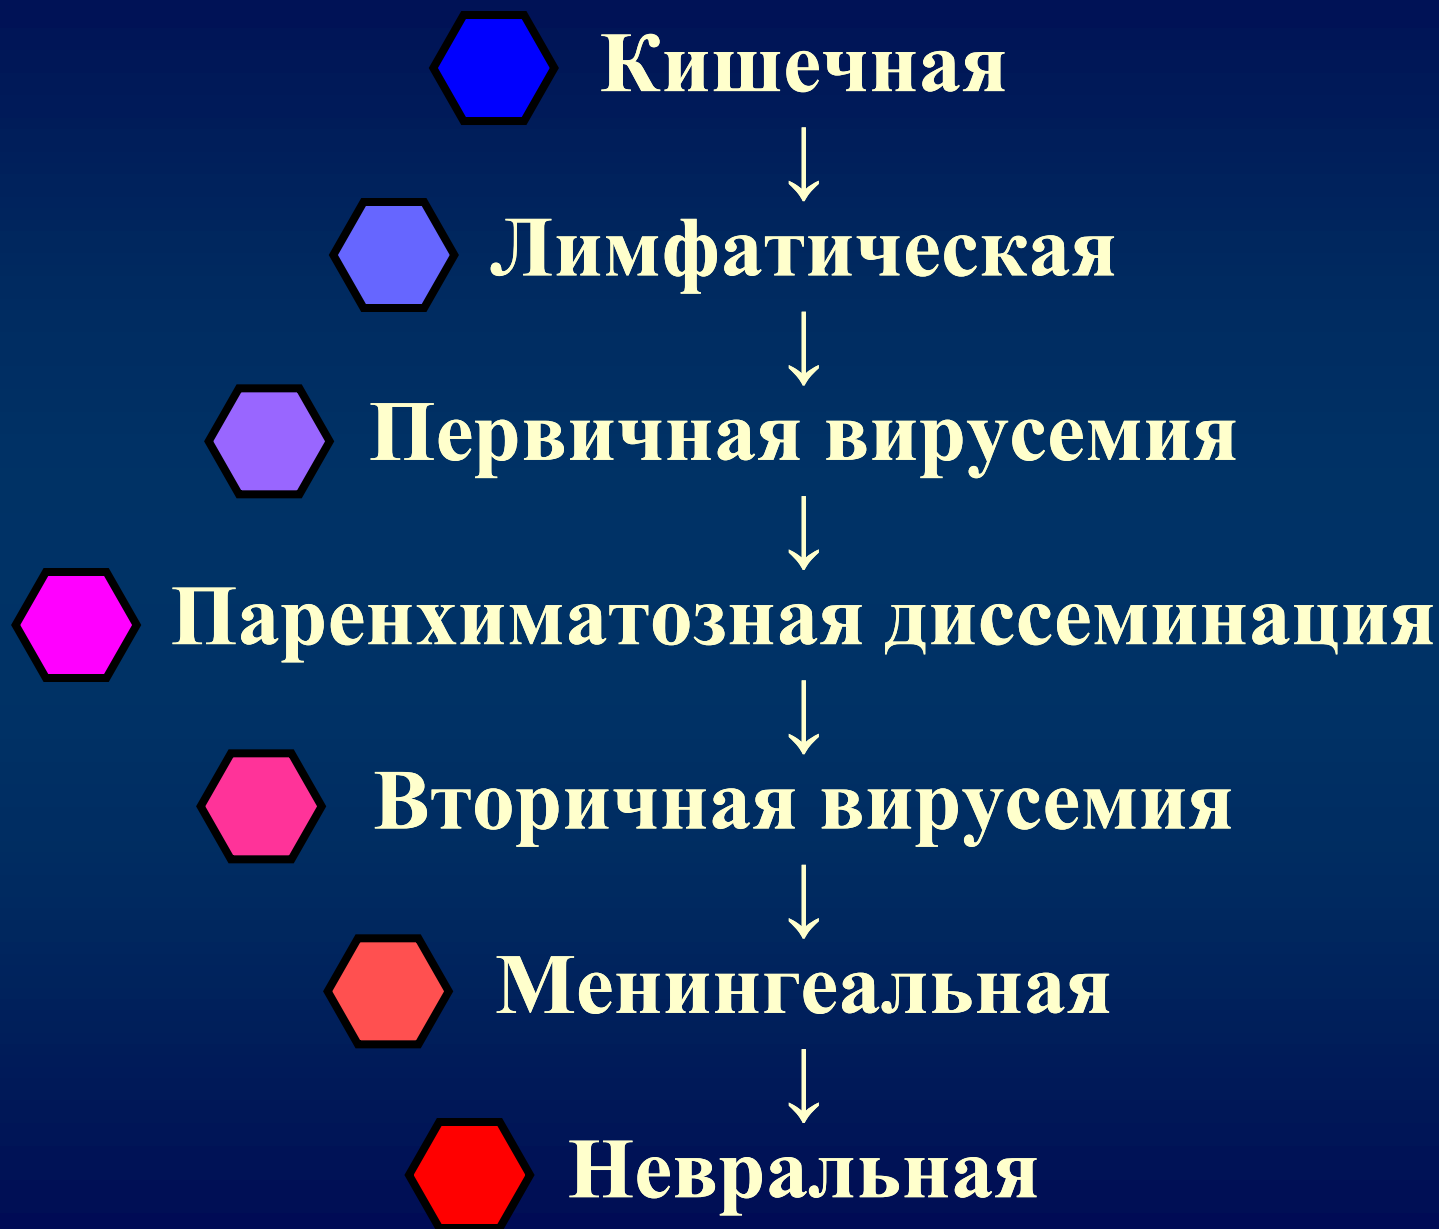 Кишечная
↓
Лимфатическая
↓
Первичная вирусемия
↓
Паренхиматозная диссеминация
↓
Вторичная вирусемия
↓
Менингеальная
↓
Невральная